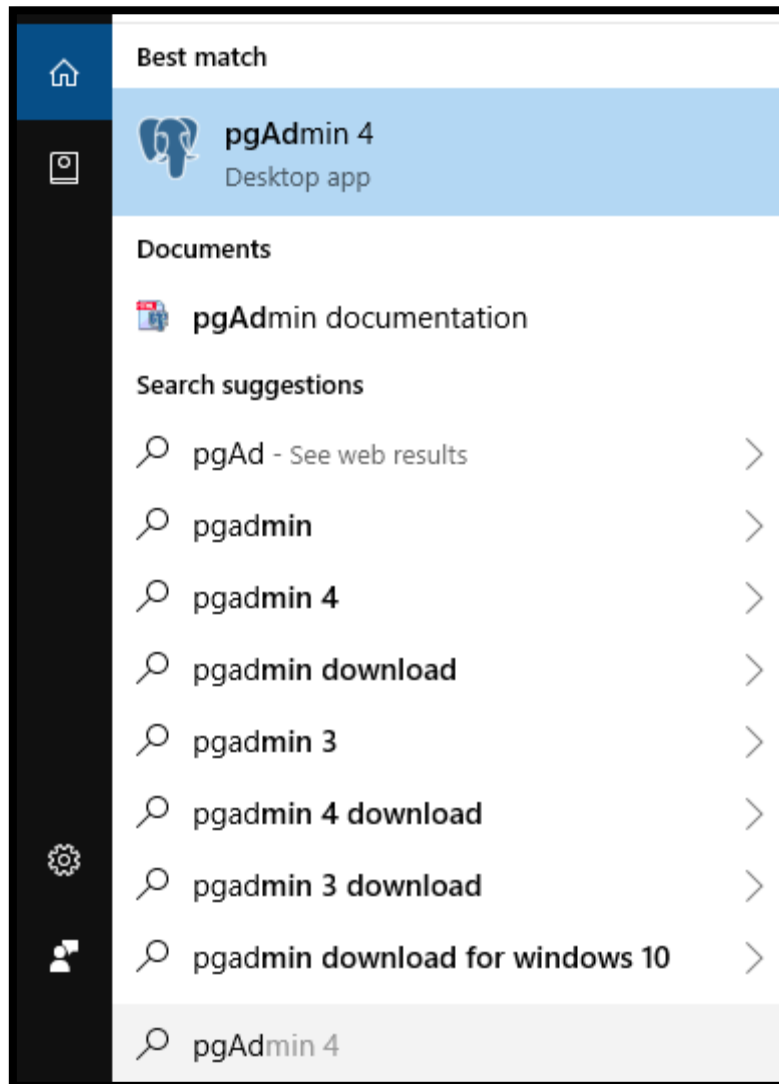 Best match
pgAdmin 4
Desktop app
Documents
pgAdmin documentation
Search suggestions
pgAd - See web results
pgadmin
pgadmin 4
pgadmin download
pgadmin 3
pgadmin 4 download
pgadmin 3 download
pgadmin download for windows 10
pgAdmin 4